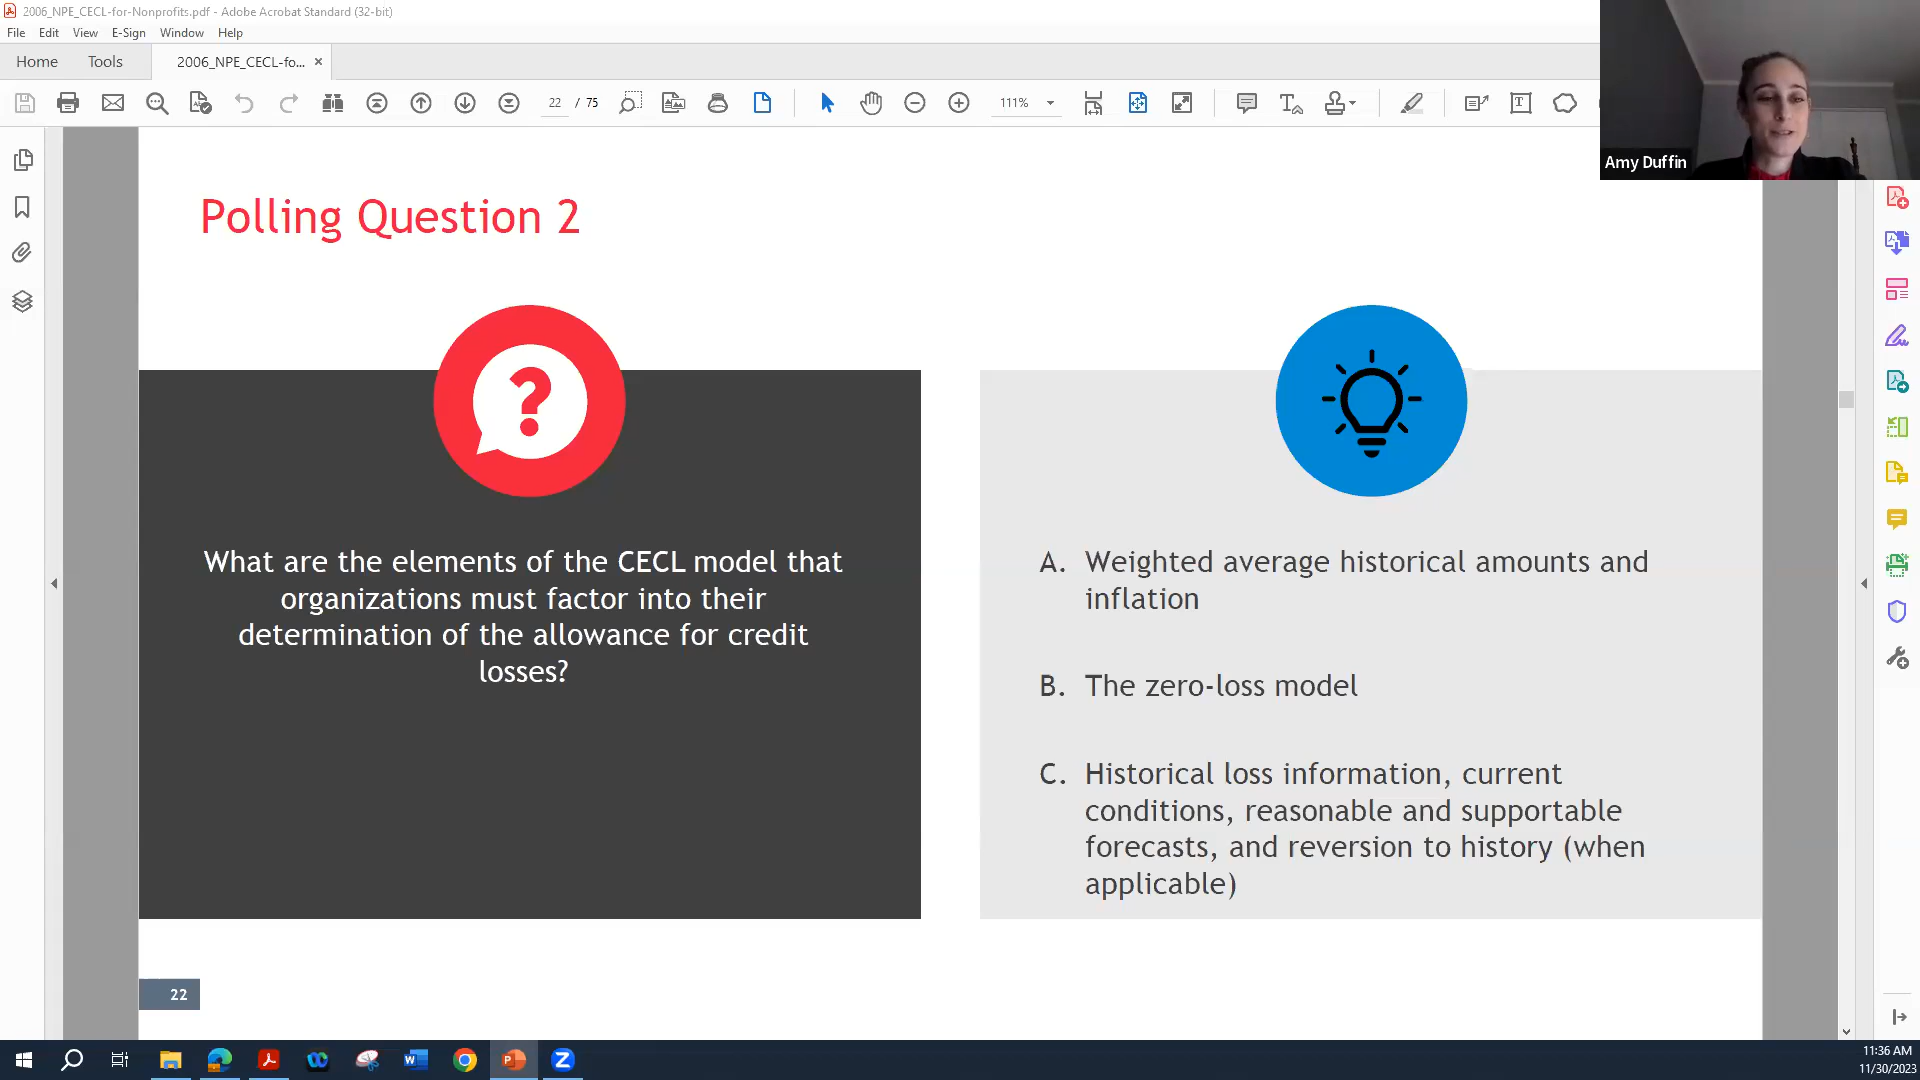 2006_NPE_CECL-for-Nonprofits.pdf - Adobe Acrobat Standard (32-bit)
File Edit View E-Sign Window Help
Home Tools 2006_NPE_CECL-fo... ×
22 / 75 111%
Amy Duffin
Polling Question 2
?
What are the elements of the CECL model that
organizations must factor into their
determination of the allowance for credit
losses?
A. Weighted average historical amounts and
inflation
B. The zero-loss model
C. Historical loss information, current
conditions, reasonable and supportable
forecasts, and reversion to history (when
applicable)
22
11:36 AM
11/30/2023